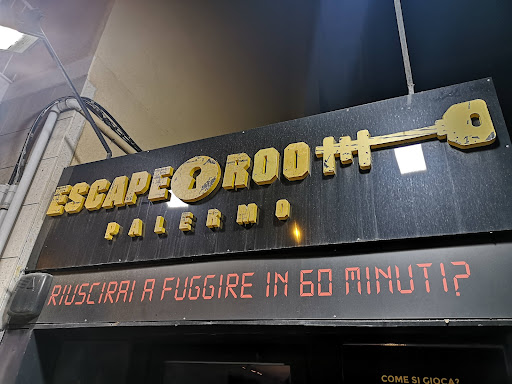 ESCAPE ROOM
PALERMO
RIUSCIRAI A FUGGIRE IN 60 MINUTI?
COME SI GIOCA?